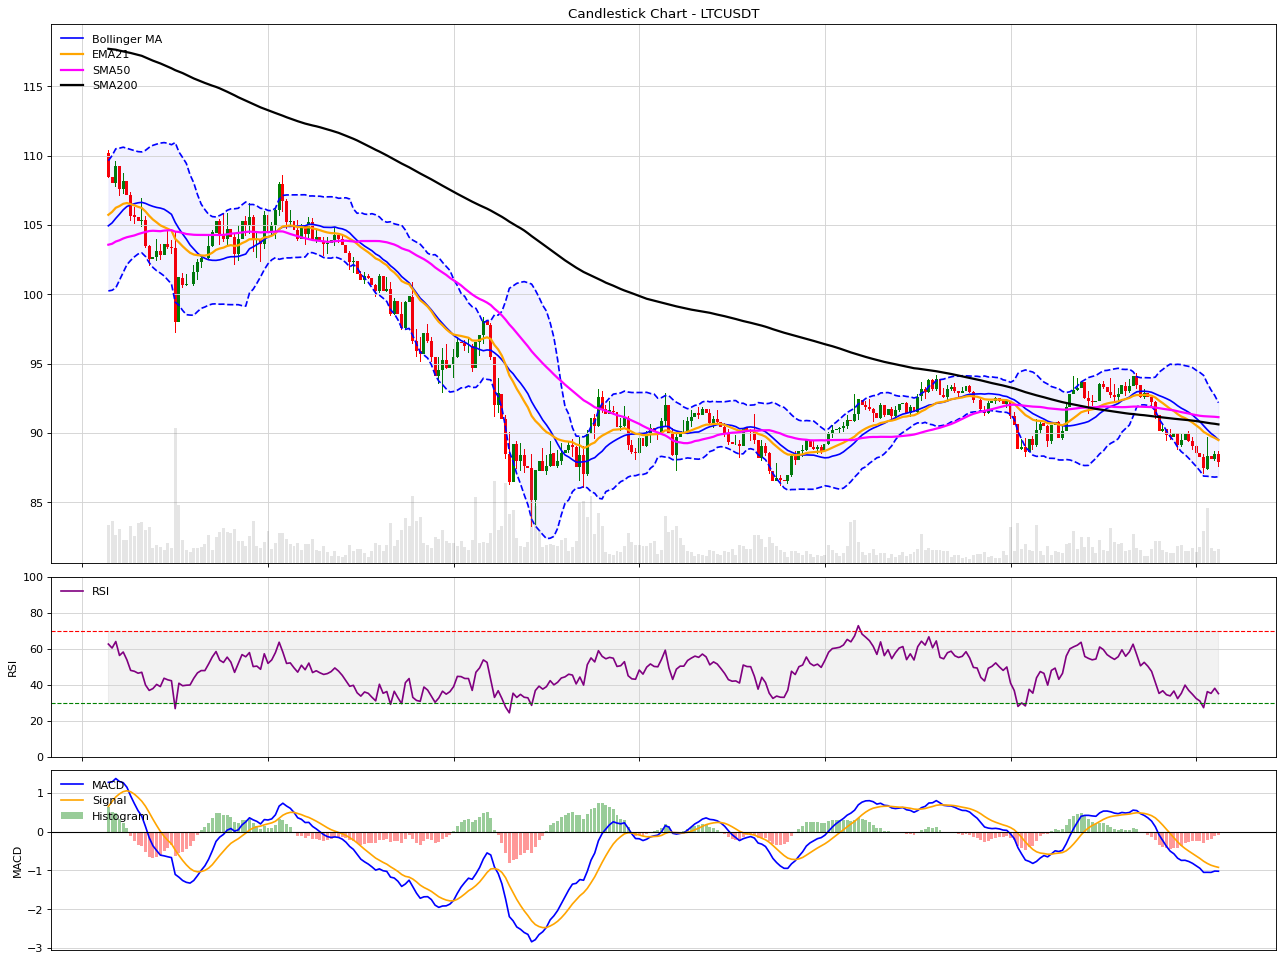 Candlestick Chart - LTCUSDT
Bollinger MA
EMA21
SMA50
SMA200
115
110
105
100
95
90
85
100
80
60
40
20
0
RSI
RSI
1
0
−1
−2
−3
MACD
MACD
Signal
Histogram